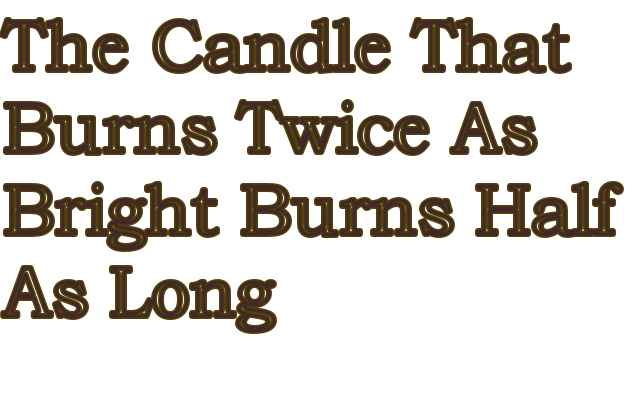 The Candle That
Burns Twice As
Bright Burns Half
As Long